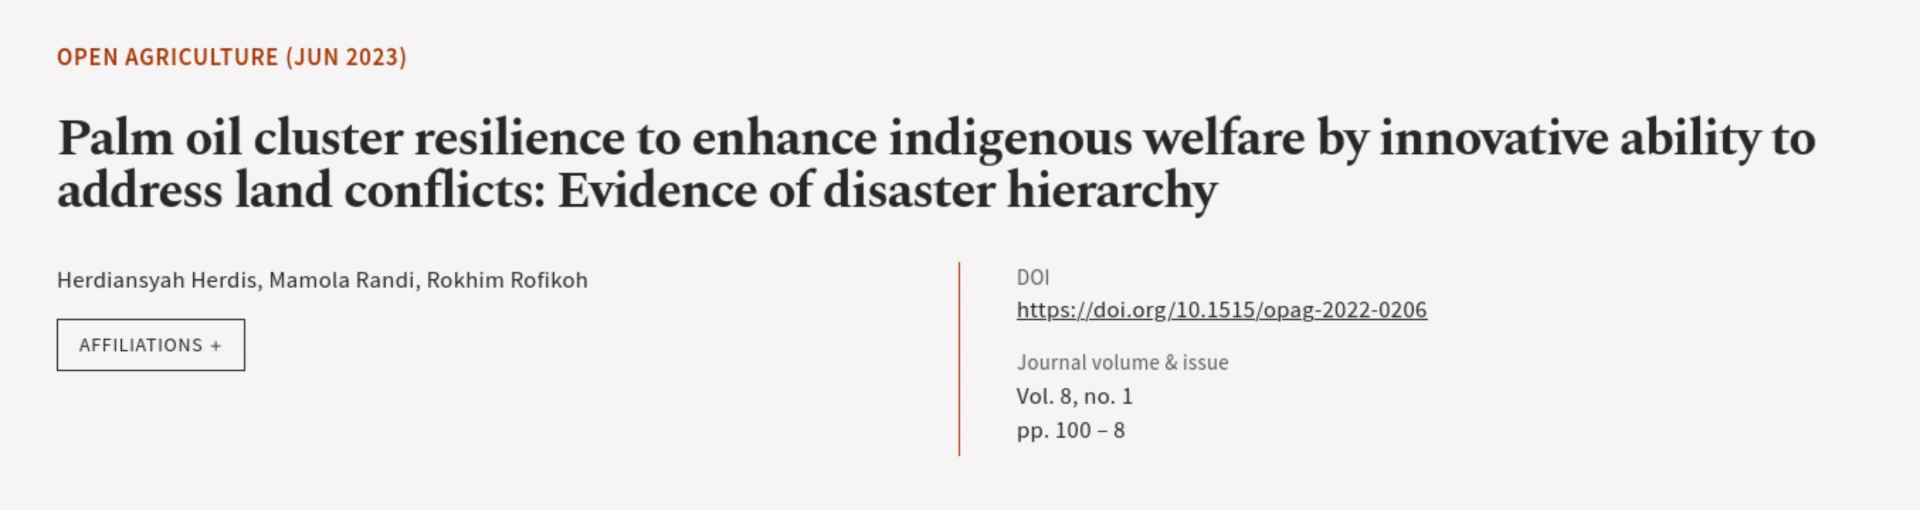 OPEN AGRICULTURE (JUN 2023)
Palm oil cluster resilience to enhance indigenous welfare by innovative ability to
address land conflicts: Evidence of disaster hierarchy
Herdiansyah Herdis, Mamola Randi, Rokhim Rofikoh
AFFILIATIONS +
DOI
https://doi.org/10.1515/opag-2022-0206
Journal volume & issue
Vol. 8, no. 1
pp. 100 – 8